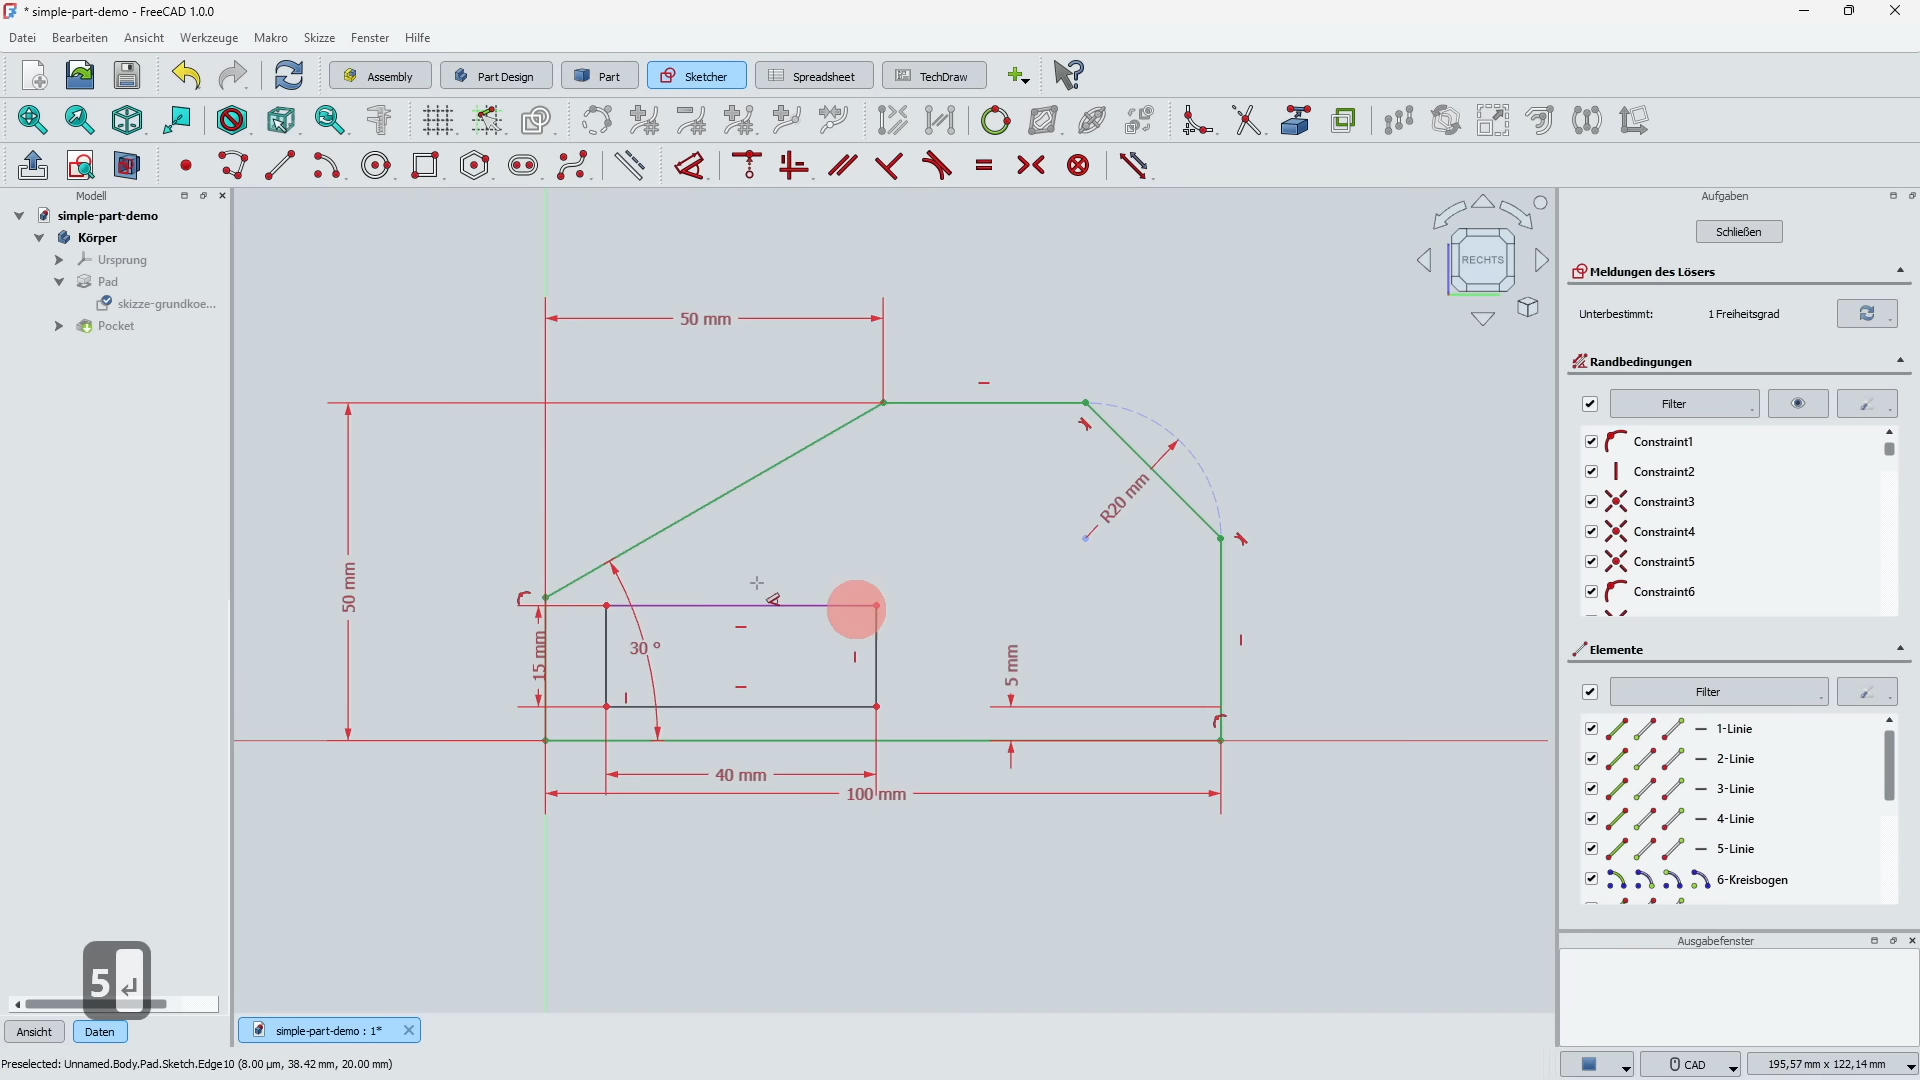 * simple-part-demo - FreeCAD 1.0.0
Datei Bearbeiten Ansicht Werkzeuge Makro Skizze Fenster Hilfe
Assembly Part Design Part Sketcher Spreadsheet TechDraw
Modell
simple-part-demo
Körper
Ursprung
Pad
skizze-grundkoe...
Pocket
RECHTS
50 mm
R20 mm
50 mm
30 °
15 mm
5 mm
40 mm
100 mm
Aufgaben
Schließen
Meldungen des Lösers
Unterbestimmt: 1 Freiheitsgrad
Randbedingungen
Filter
Constraint1
Constraint2
Constraint3
Constraint4
Constraint5
Constraint6
Elemente
Filter
1-Linie
2-Linie
3-Linie
4-Linie
5-Linie
6-Kreisbogen
Ausgabefenster
5 ↵
Ansicht Daten
simple-part-demo : 1*
Preselected: Unnamed.Body.Pad.Sketch.Edge10 (8.00 µm, 38.42 mm, 20.00 mm)
CAD
195,57 mm x 122,14 mm